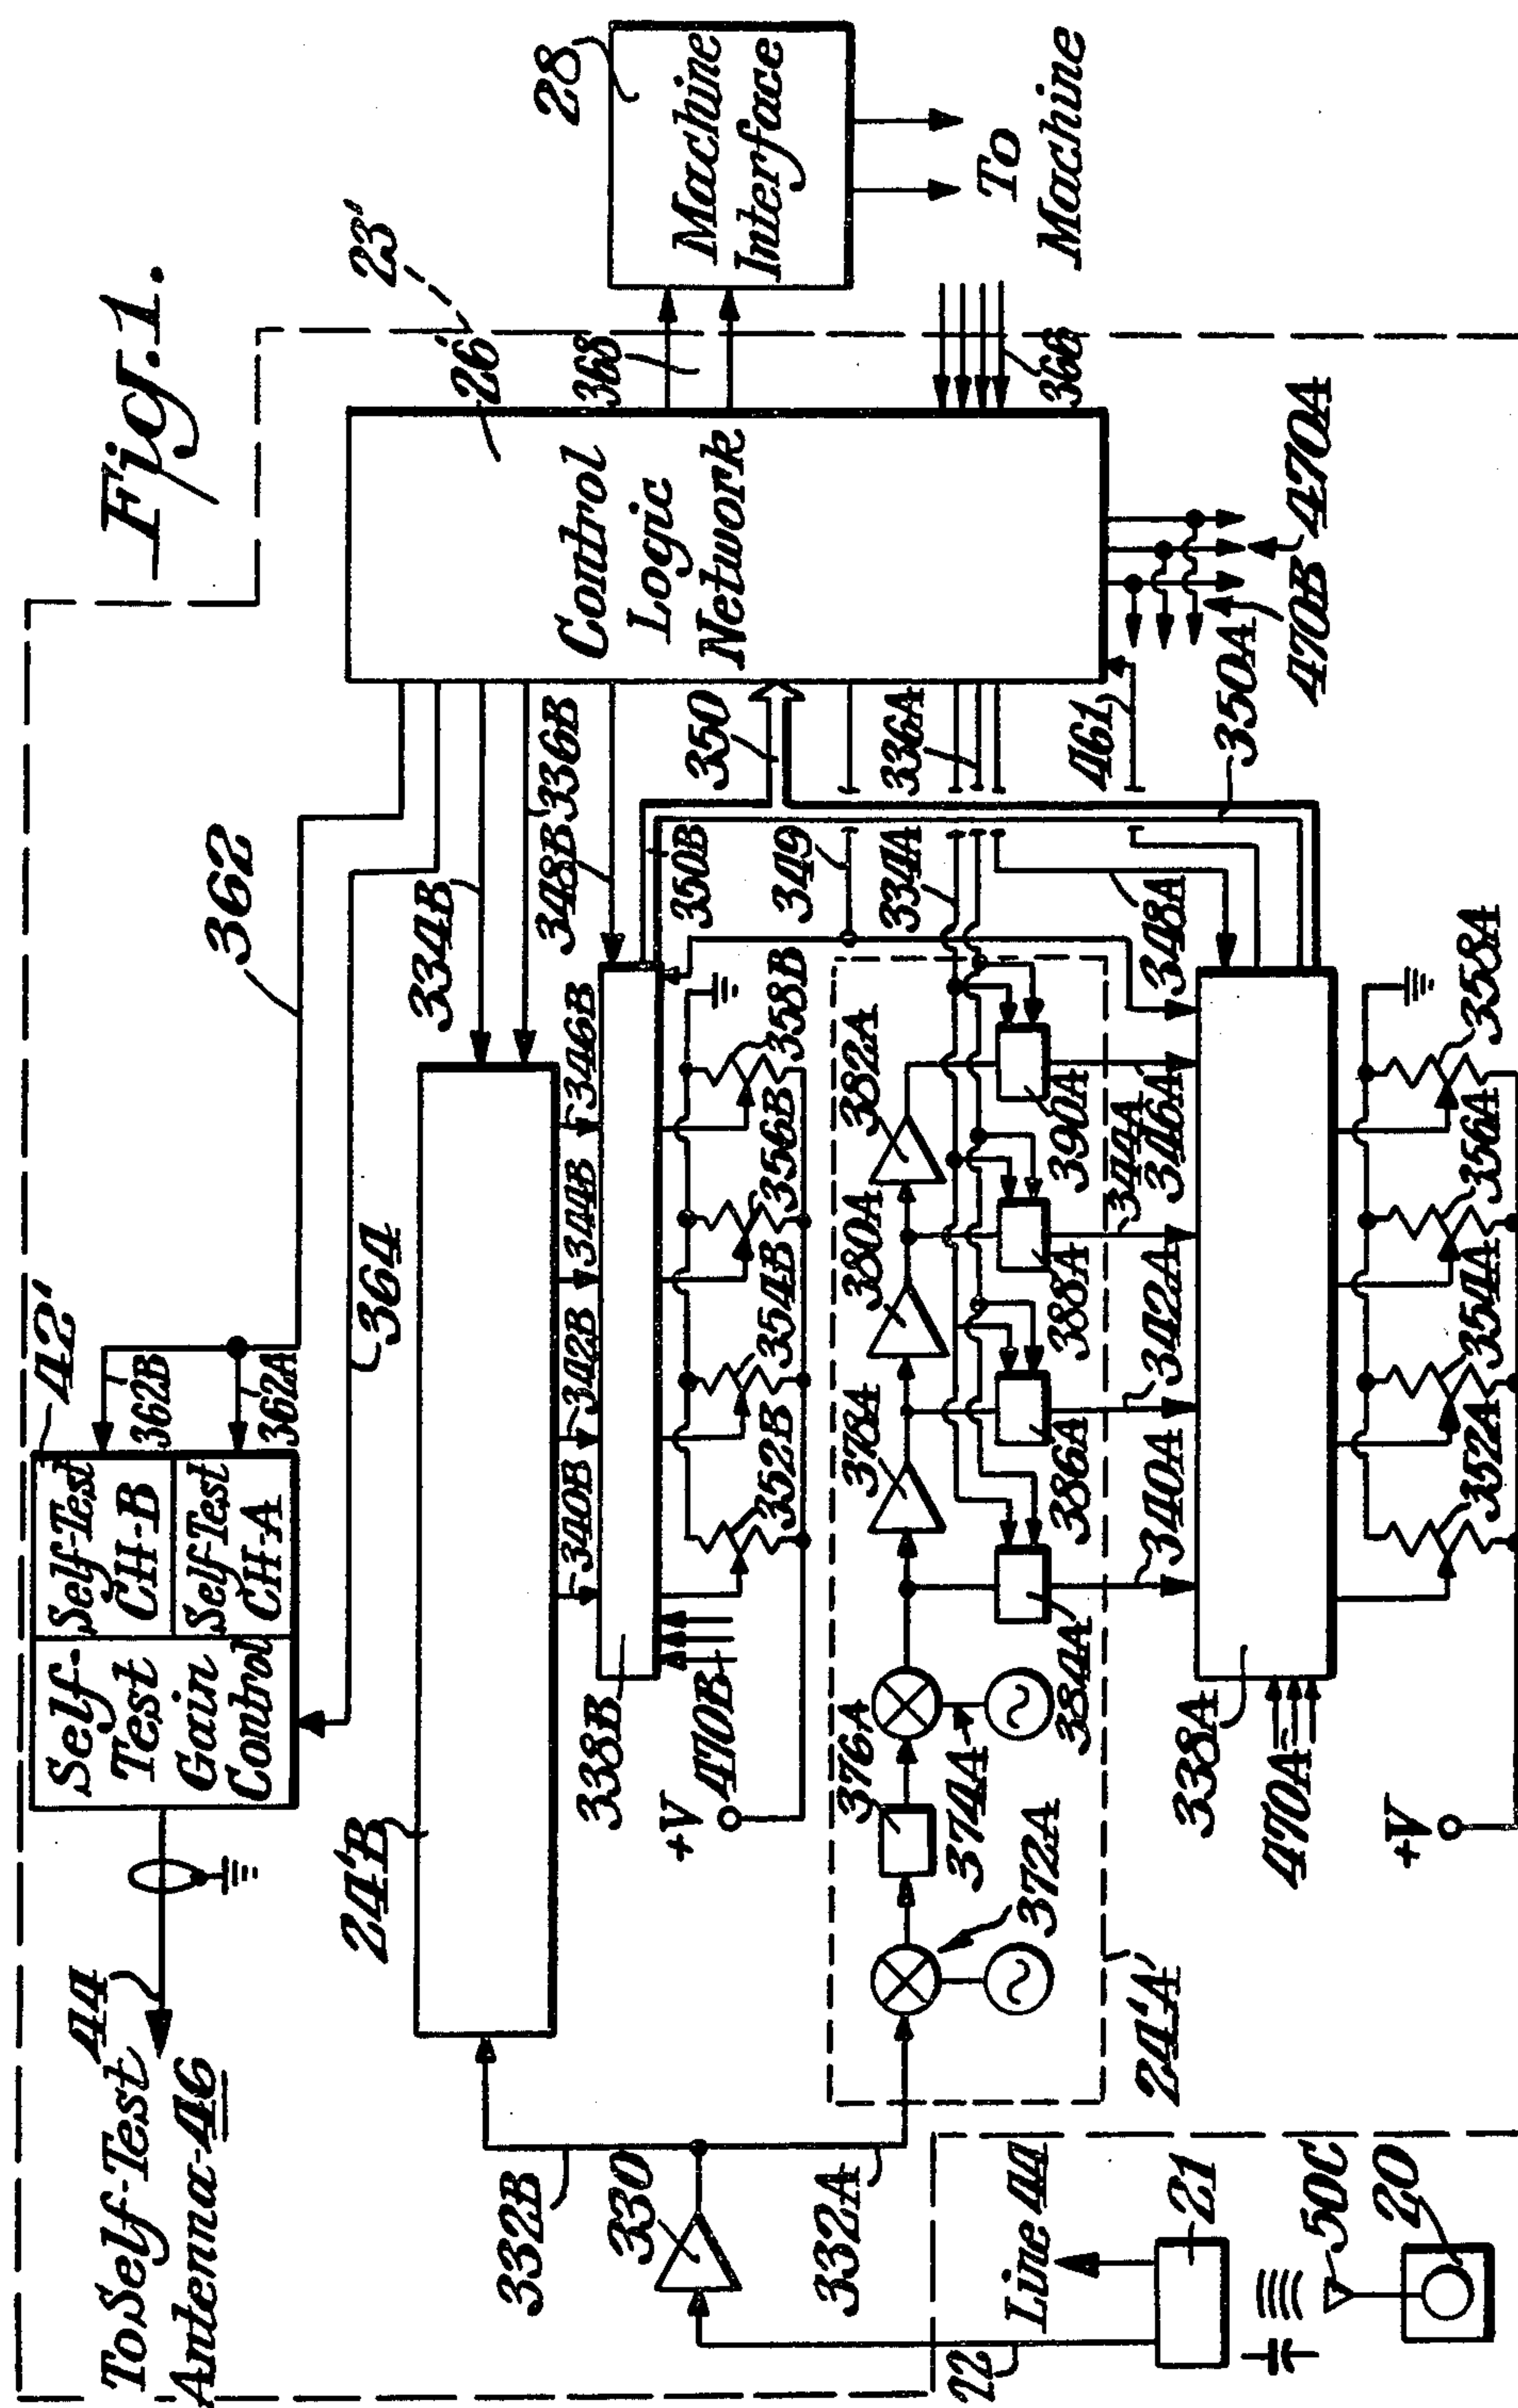 Fig. 1.
To Self-Test
Antenna-46
44
Self-
Test
Gain
Control
Self-Test
CH-B
Self-Test
CH-A
42'
362B
362A
362
364
23'
26
28
Control
Logic
Network
Machine
Interface
To
Machine
368
366
24'B
334B
336B
348B
350
350B
349
334A
336A
461
350A
470B
470A
340B
342B
344B
346B
338B
+V
470B
352B
354B
356B
358B
332B
330
332A
372A
374A
376A
378A
380A
382A
384A
386A
388A
390A
24'A
340A
342A
344A
346A
348A
338A
470A
+V
352A
354A
356A
358A
Line 44
22
21
50C
20